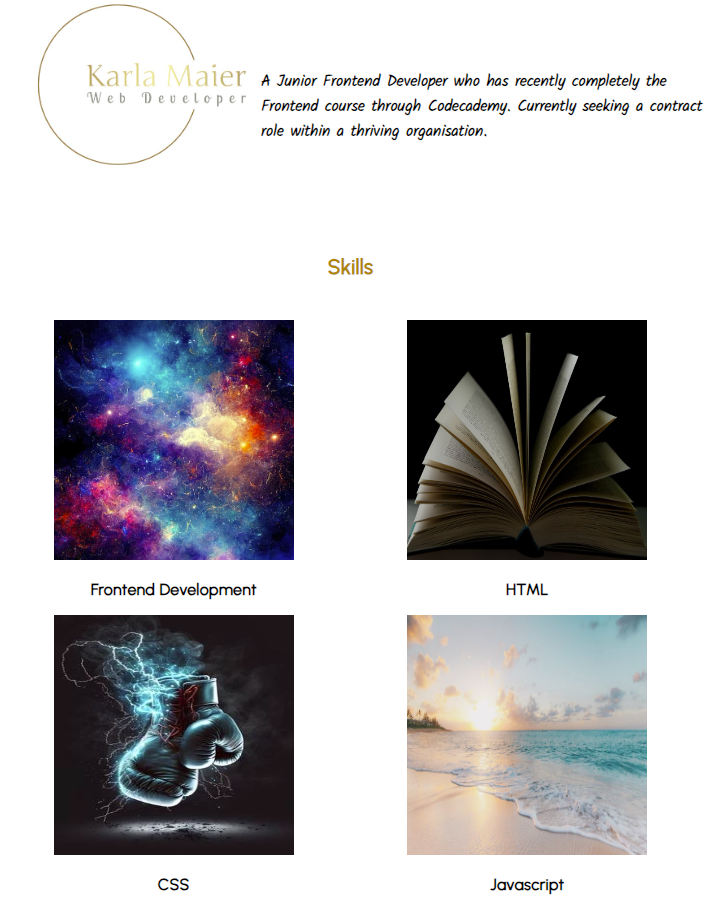 Karla Maier
Web Developer
A Junior Frontend Developer who has recently completely the
Frontend course through Codecademy. Currently seeking a contract
role within a thriving organisation.
Skills
Frontend Development
HTML
CSS
Javascript